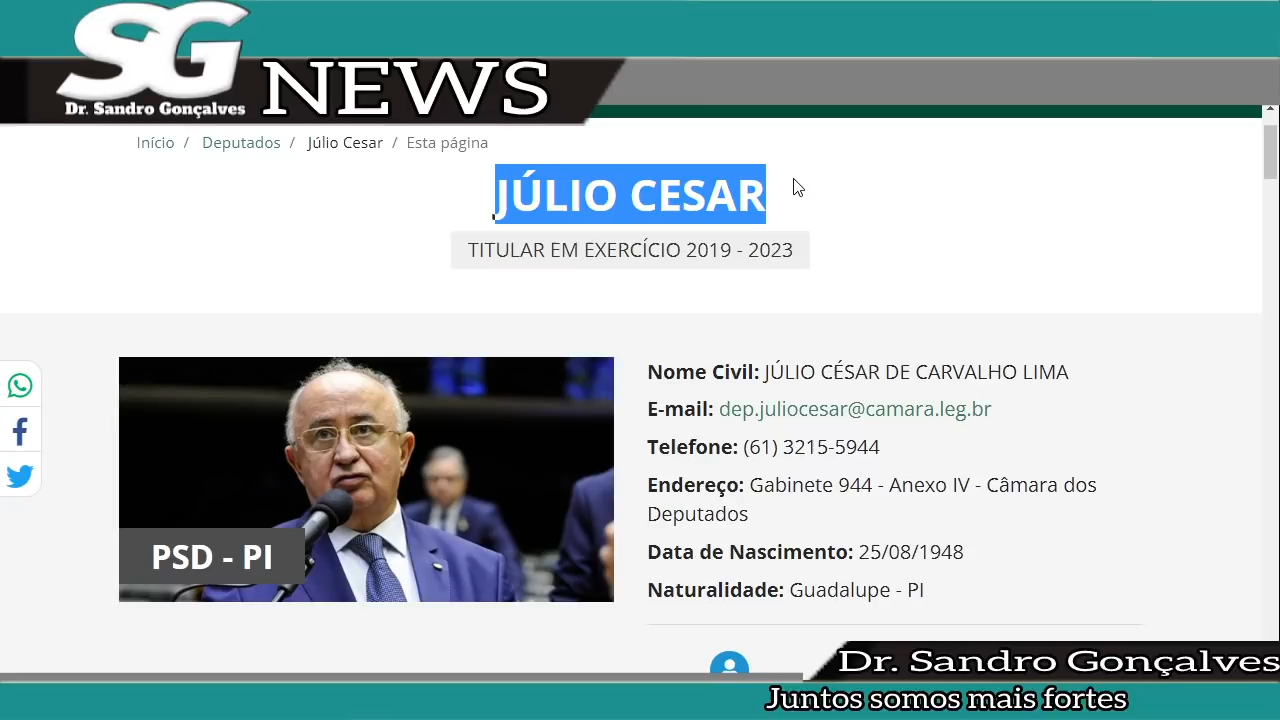 SG
Dr. Sandro Gonçalves
NEWS
Início / Deputados / Júlio Cesar / Esta página
JÚLIO CESAR
TITULAR EM EXERCÍCIO 2019 - 2023
PSD - PI
Nome Civil: JÚLIO CÉSAR DE CARVALHO LIMA
E-mail: dep.juliocesar@camara.leg.br
Telefone: (61) 3215-5944
Endereço: Gabinete 944 - Anexo IV - Câmara dos
Deputados
Data de Nascimento: 25/08/1948
Naturalidade: Guadalupe - PI
Dr. Sandro Gonçalves
Juntos somos mais fortes